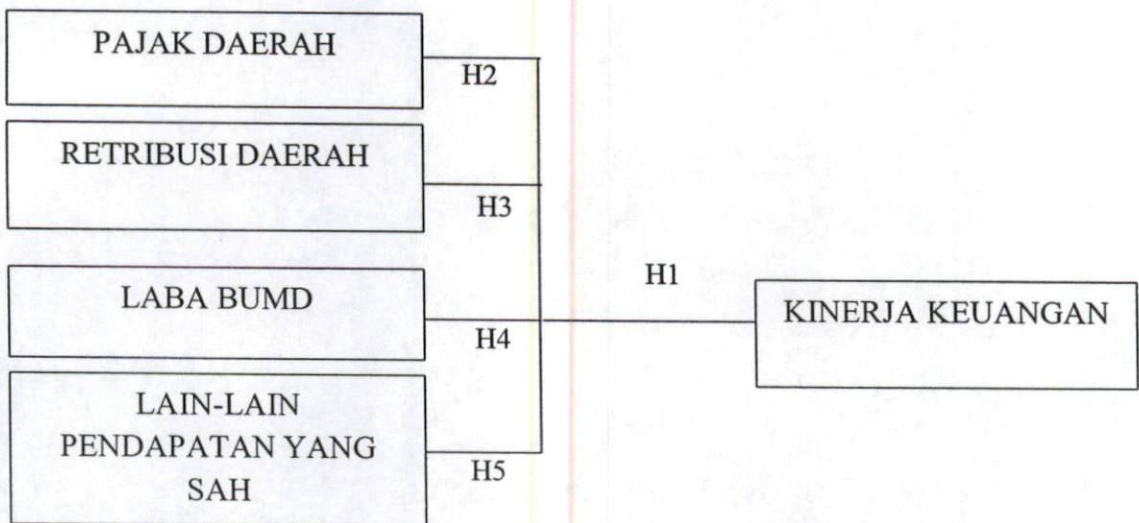 PAJAK DAERAH
H2
RETRIBUSI DAERAH
H3
H1
LABA BUMD
H4
KINERJA KEUANGAN
LAIN-LAIN
PENDAPATAN YANG
SAH
H5